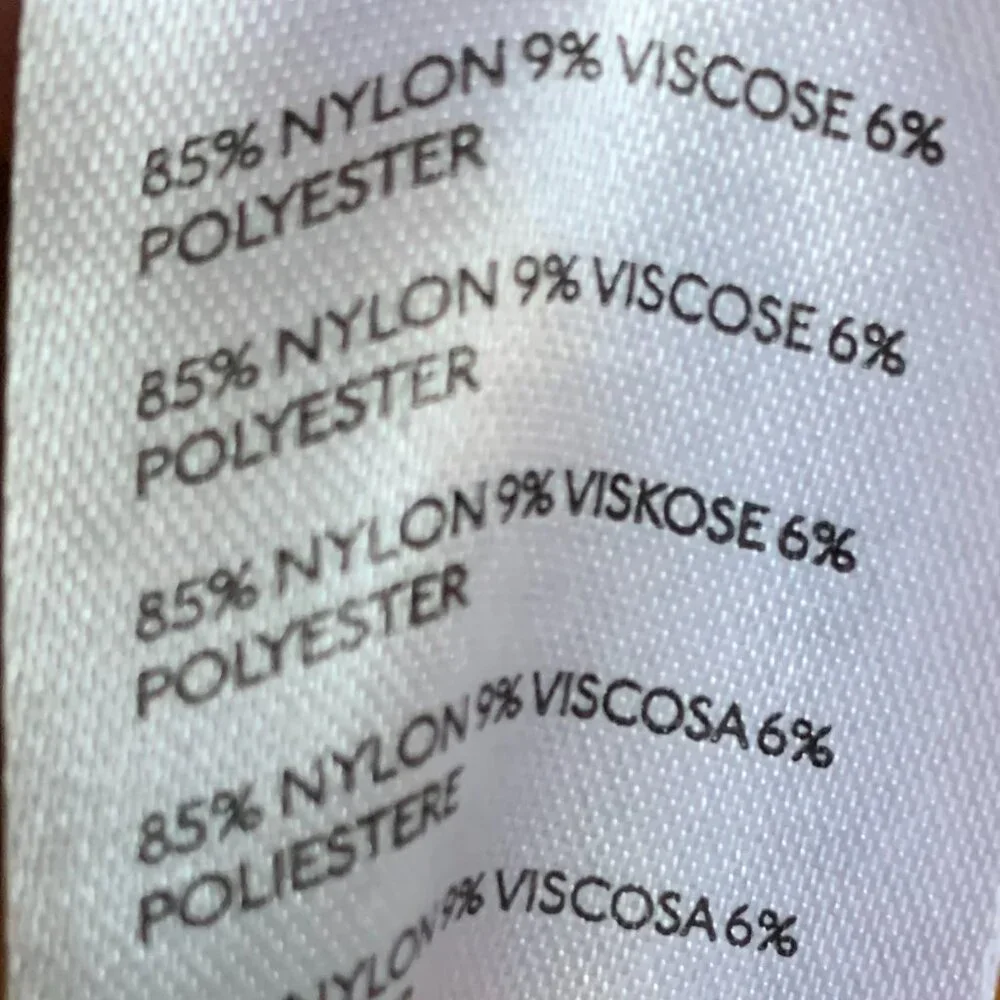 85% NYLON 9% VISCOSE 6%
POLYESTER
85% NYLON 9% VISCOSE 6%
POLYESTER
85% NYLON 9% VISKOSE 6%
POLYESTER
85% NYLON 9% VISCOSA 6%
POLIESTERE
NYLON 9% VISCOSA 6%